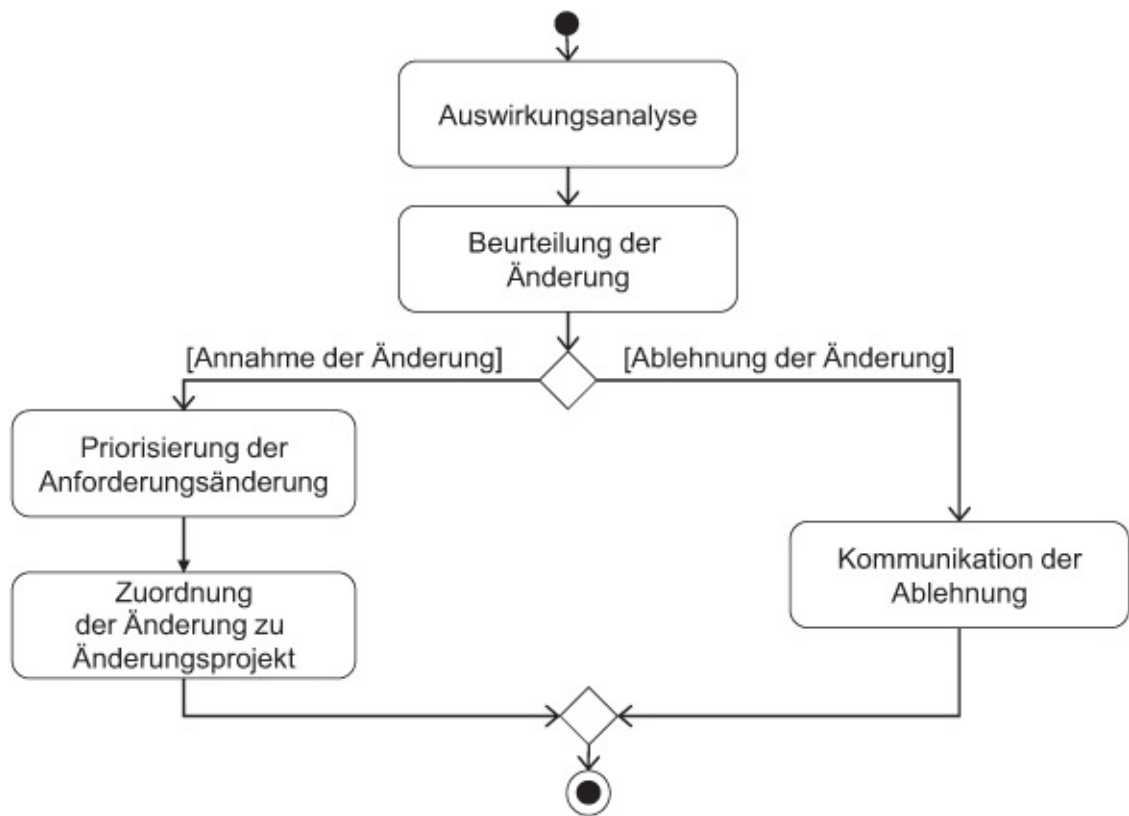 Auswirkungsanalyse
Beurteilung der
Änderung
[Annahme der Änderung]
[Ablehnung der Änderung]
Priorisierung der
Anforderungsänderung
Zuordnung
der Änderung zu
Änderungsprojekt
Kommunikation der
Ablehnung